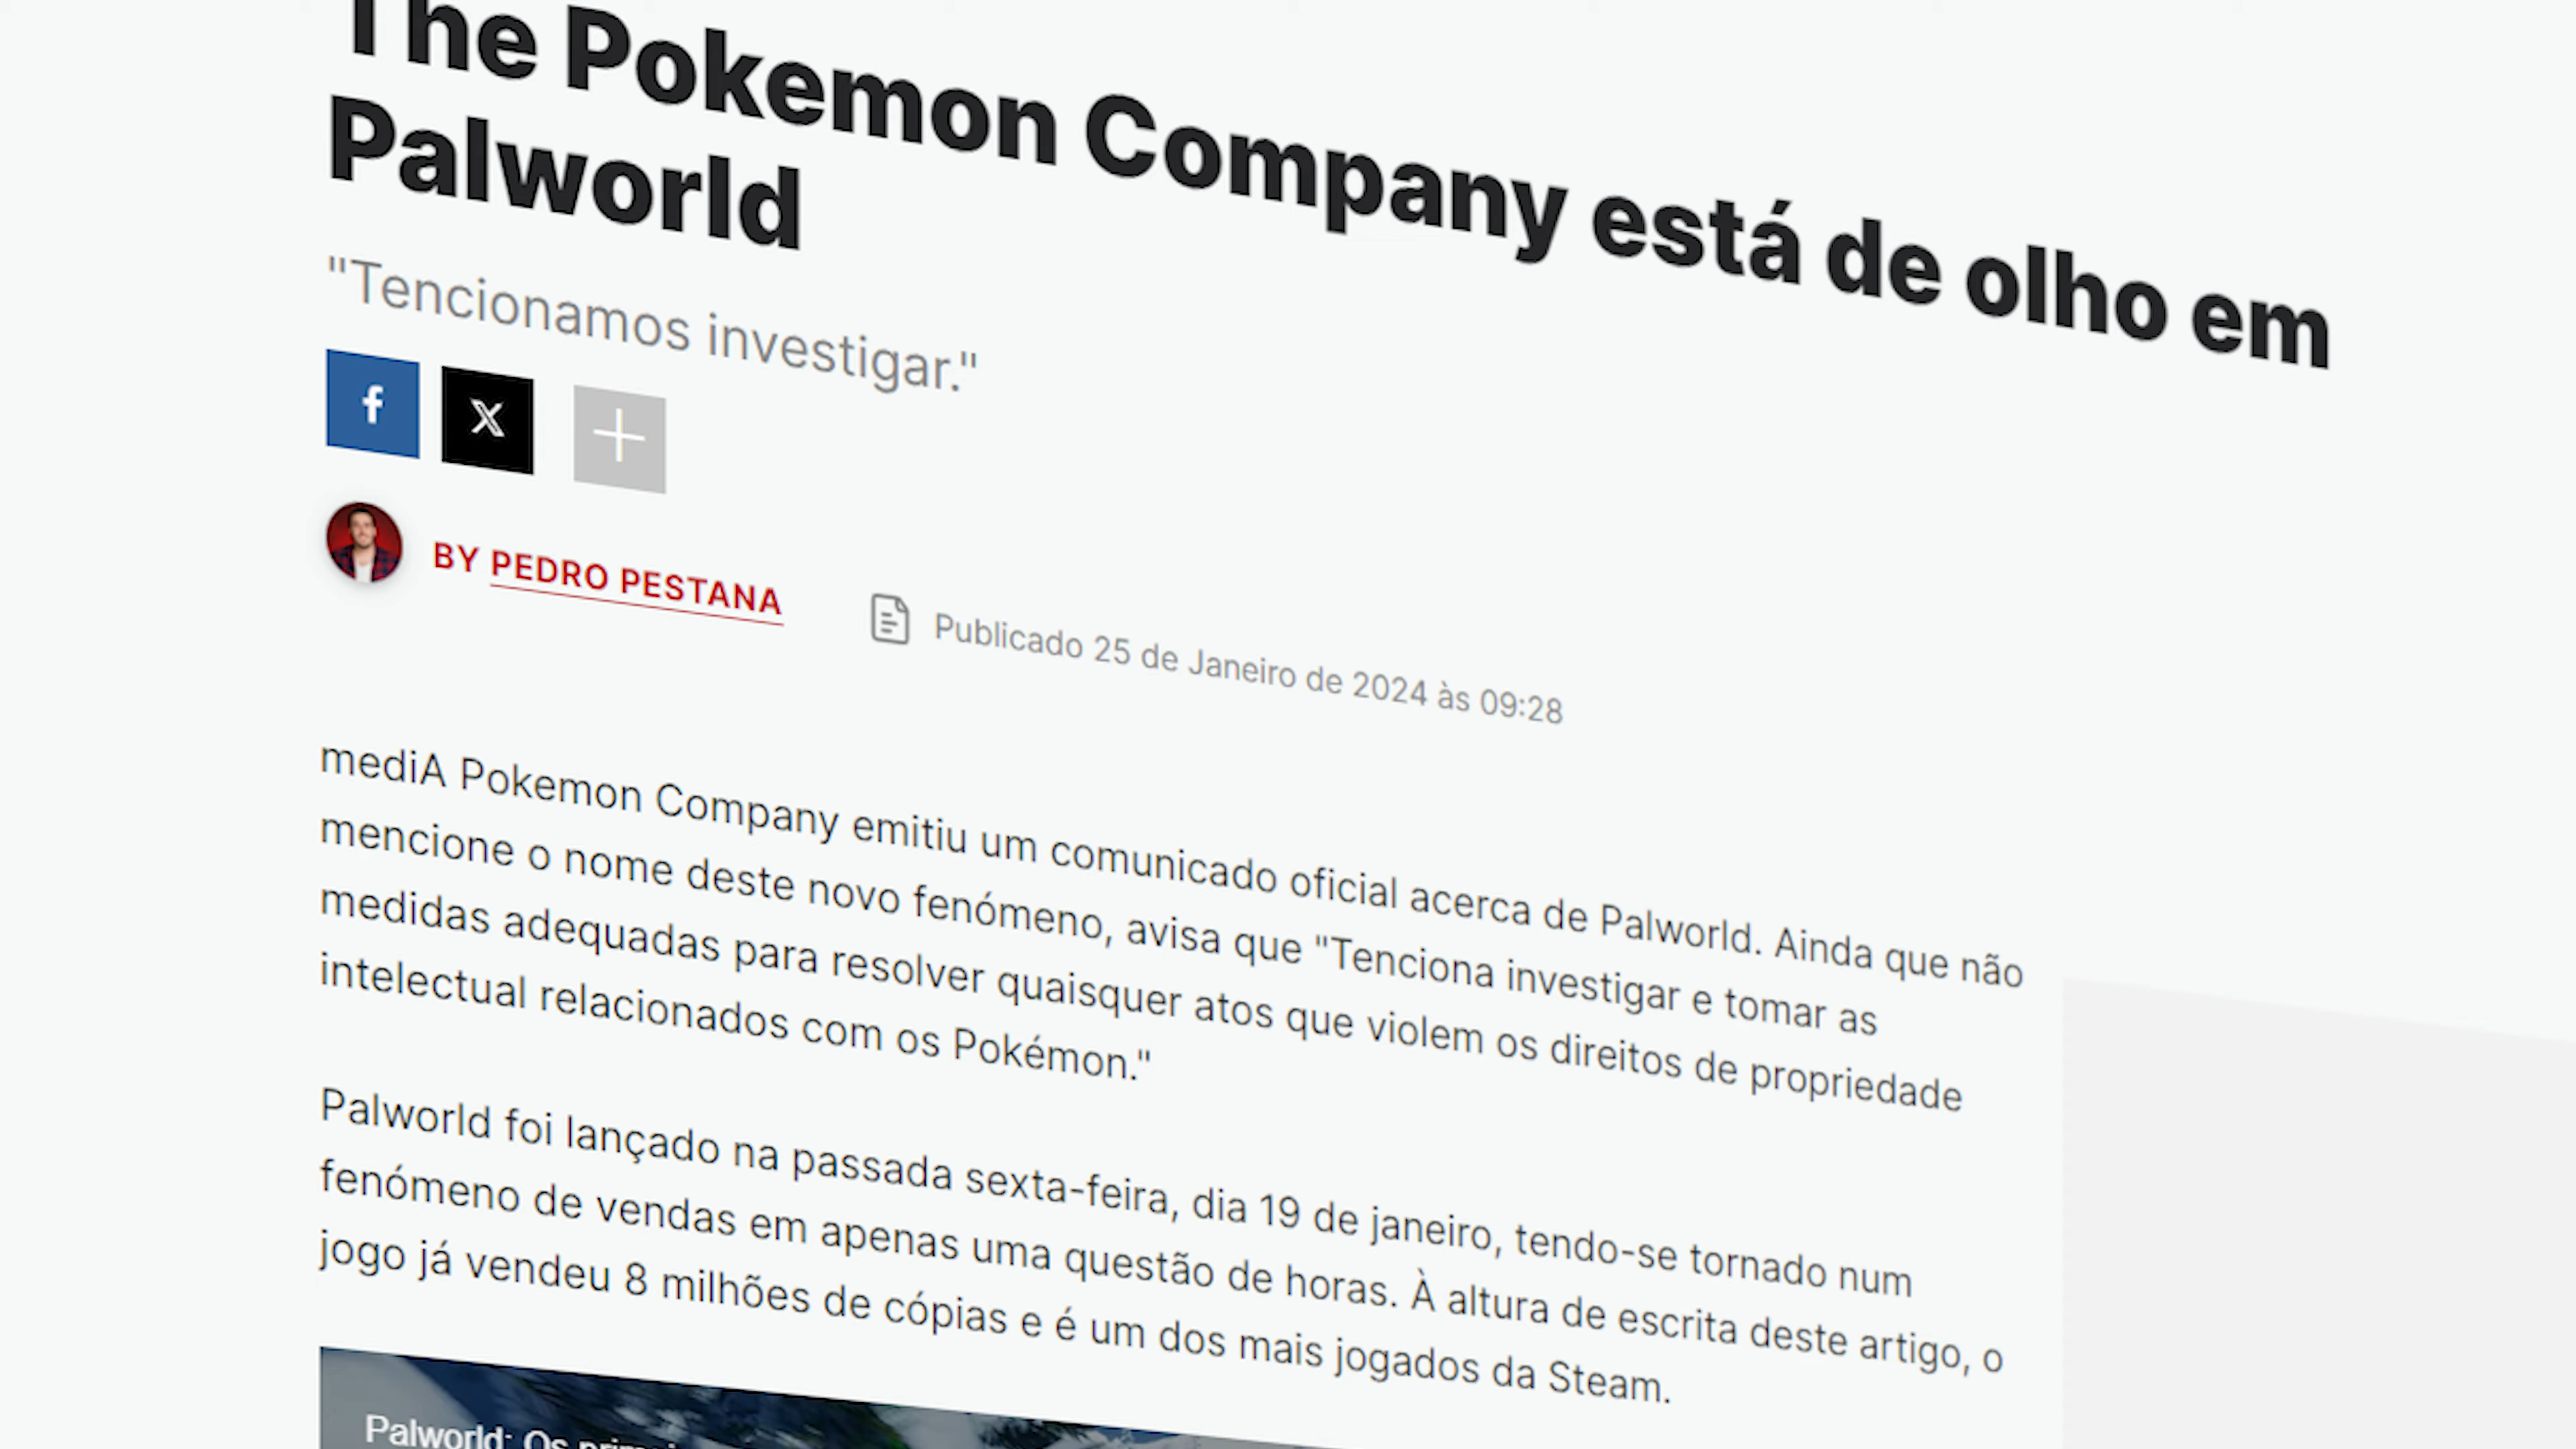 The Pokemon Company está de olho em
Palworld
"Tencionamos investigar."
BY PEDRO PESTANA
Publicado 25 de Janeiro de 2024 às 09:28
mediA Pokemon Company emitiu um comunicado oficial acerca de Palworld. Ainda que não
mencione o nome deste novo fenómeno, avisa que "Tenciona investigar e tomar as
medidas adequadas para resolver quaisquer atos que violem os direitos de propriedade
intelectual relacionados com os Pokémon."
Palworld foi lançado na passada sexta-feira, dia 19 de janeiro, tendo-se tornado num
fenómeno de vendas em apenas uma questão de horas. À altura de escrita deste artigo, o
jogo já vendeu 8 milhões de cópias e é um dos mais jogados da Steam.
Palworld: Os